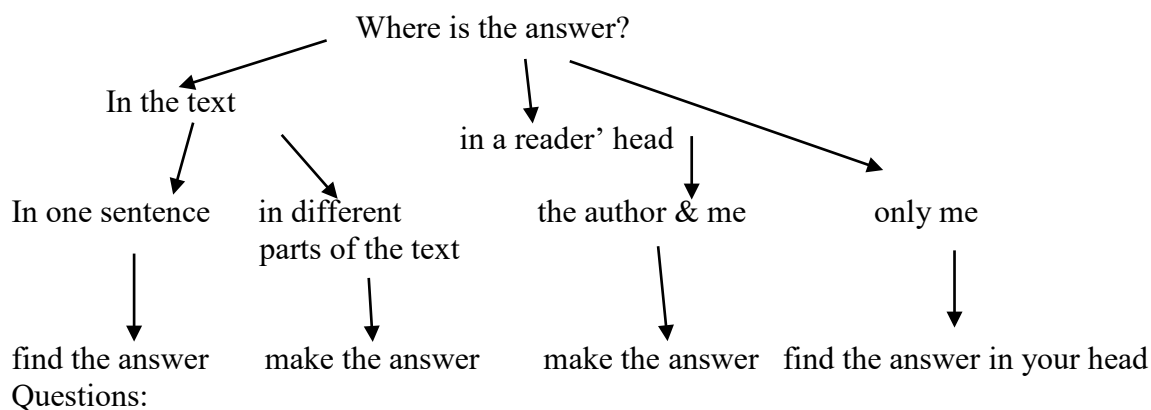 Where is the answer?
In the text
in a reader’ head
In one sentence
in different
parts of the text
the author & me
only me
find the answer
make the answer
make the answer
find the answer in your head
Questions: